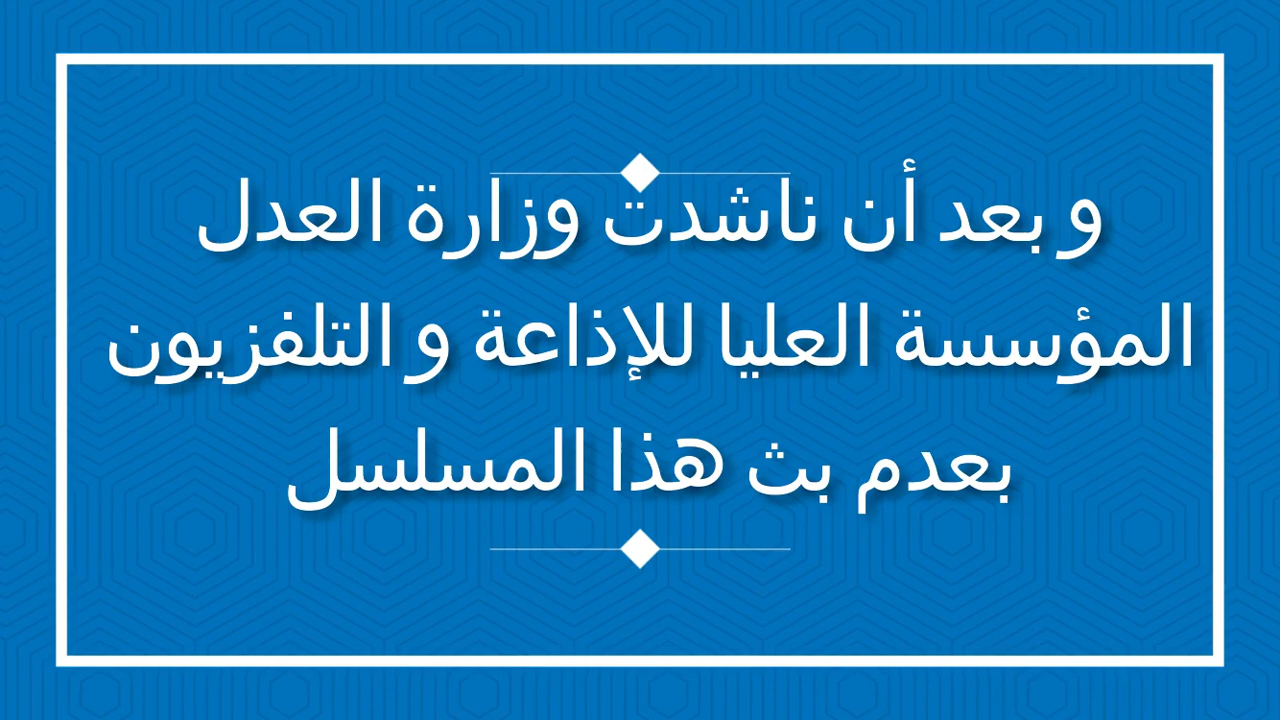 و بعد أن ناشدت وزارة العدل
المؤسسة العليا للإذاعة و التلفزيون
بعدم بث هذا المسلسل